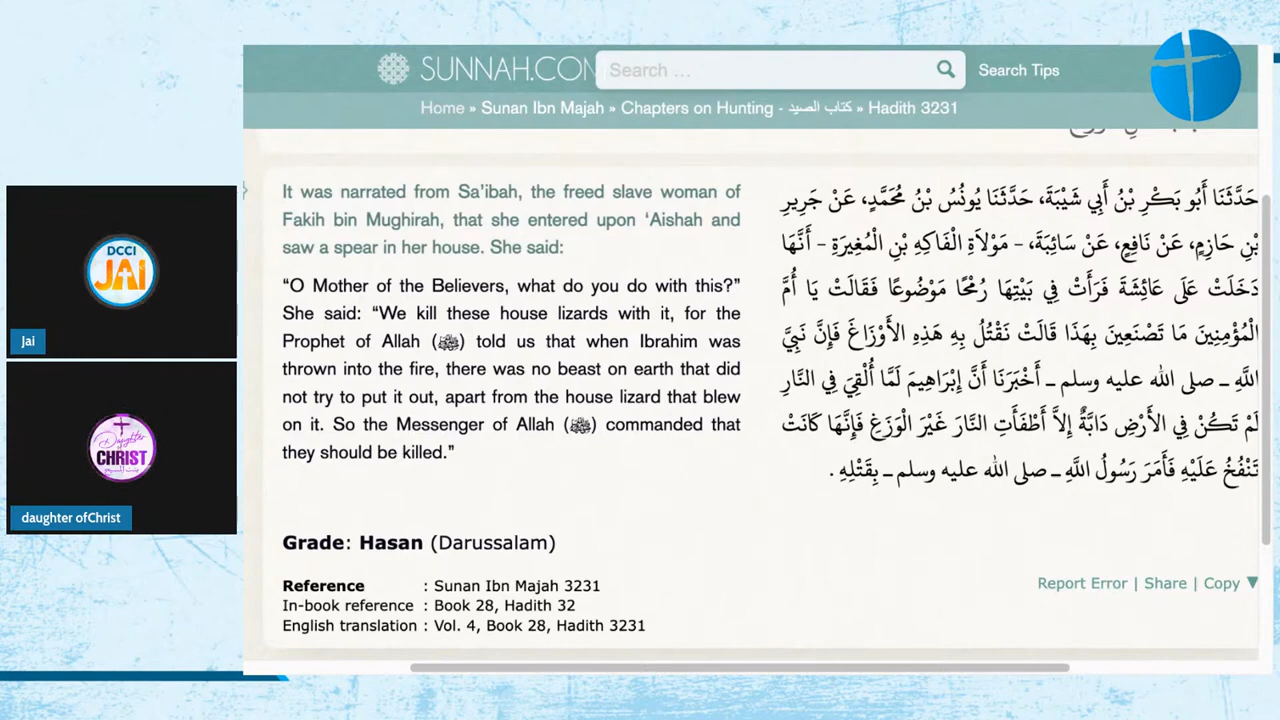 SUNNAH.COM
Search ...
Search Tips
Home » Sunan Ibn Majah » Chapters on Hunting - كتاب الصيد » Hadith 3231
It was narrated from Sa’ibah, the freed slave woman of
Fakih bin Mughirah, that she entered upon ‘Aishah and
saw a spear in her house. She said:
“O Mother of the Believers, what do you do with this?”
She said: “We kill these house lizards with it, for the
Prophet of Allah (ﷺ) told us that when Ibrahim was
thrown into the fire, there was no beast on earth that did
not try to put it out, apart from the house lizard that blew
on it. So the Messenger of Allah (ﷺ) commanded that
they should be killed.”
حَدَّثَنَا أَبُو بَكْرِ بْنُ أَبِي شَيْبَةَ، حَدَّثَنَا يُونُسُ بْنُ مُحَمَّدٍ، عَنْ جَرِيرِ
بْنِ حَازِمٍ، عَنْ نَافِعٍ، عَنْ سَائِبَةَ، - مَوْلاَةِ الْفَاكِهِ بْنِ الْمُغِيرَةِ - أَنَّهَا
دَخَلَتْ عَلَى عَائِشَةَ فَرَأَتْ فِي بَيْتِهَا رُمْحًا مَوْضُوعًا فَقَالَتْ يَا أُمَّ
الْمُؤْمِنِينَ مَا تَصْنَعِينَ بِهَذَا قَالَتْ نَقْتُلُ بِهِ هَذِهِ الأَوْزَاغَ فَإِنَّ نَبِيَّ
اللَّهِ ـ صلى الله عليه وسلم ـ أَخْبَرَنَا أَنَّ إِبْرَاهِيمَ لَمَّا أُلْقِيَ فِي النَّارِ
لَمْ تَكُنْ فِي الأَرْضِ دَابَّةٌ إِلاَّ أَطْفَأَتِ النَّارَ غَيْرَ الْوَزَغِ فَإِنَّهَا كَانَتْ
تَنْفُخُ عَلَيْهِ فَأَمَرَ رَسُولُ اللَّهِ ـ صلى الله عليه وسلم ـ بِقَتْلِهِ .
Grade: Hasan (Darussalam)
Reference : Sunan Ibn Majah 3231
In-book reference : Book 28, Hadith 32
English translation : Vol. 4, Book 28, Hadith 3231
Report Error | Share | Copy ▼
DCCI
JAI
Jai
Daughter
CHRIST
daughter ofChrist